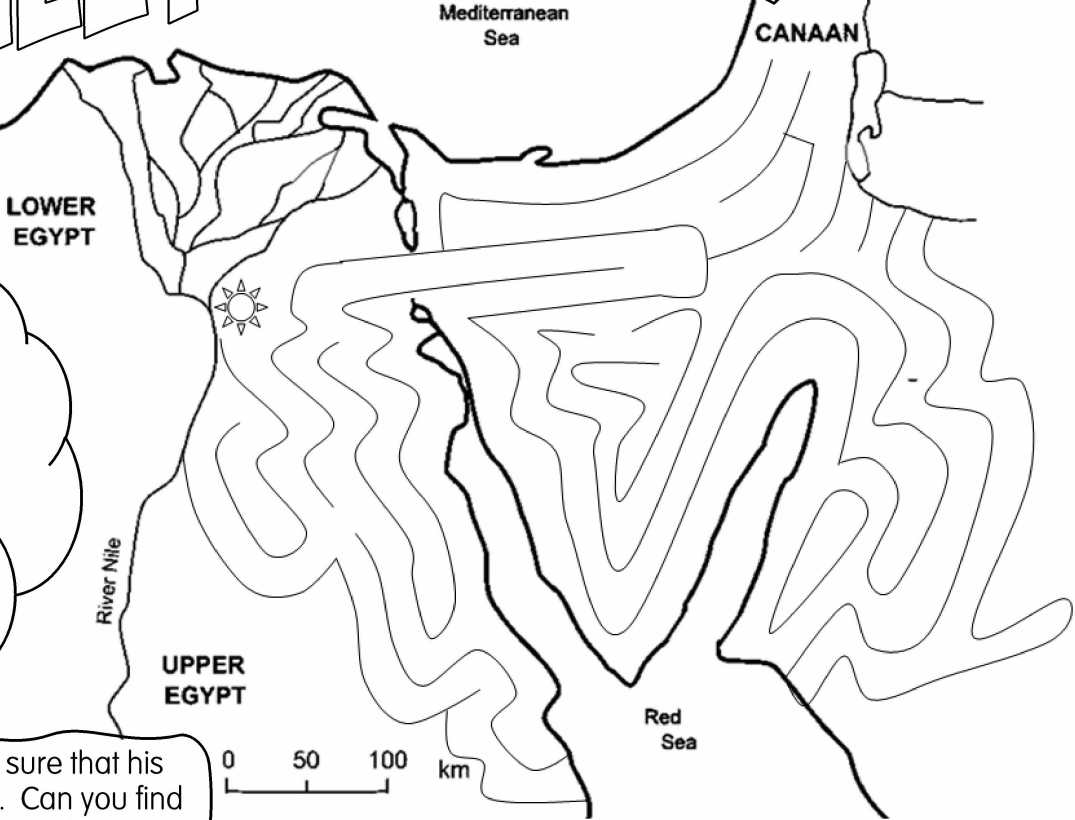 Mediterranean
Sea
CANAAN
LOWER
EGYPT
River Nile
UPPER
EGYPT
Red
Sea
0 50 100
km
sure that his
. Can you find